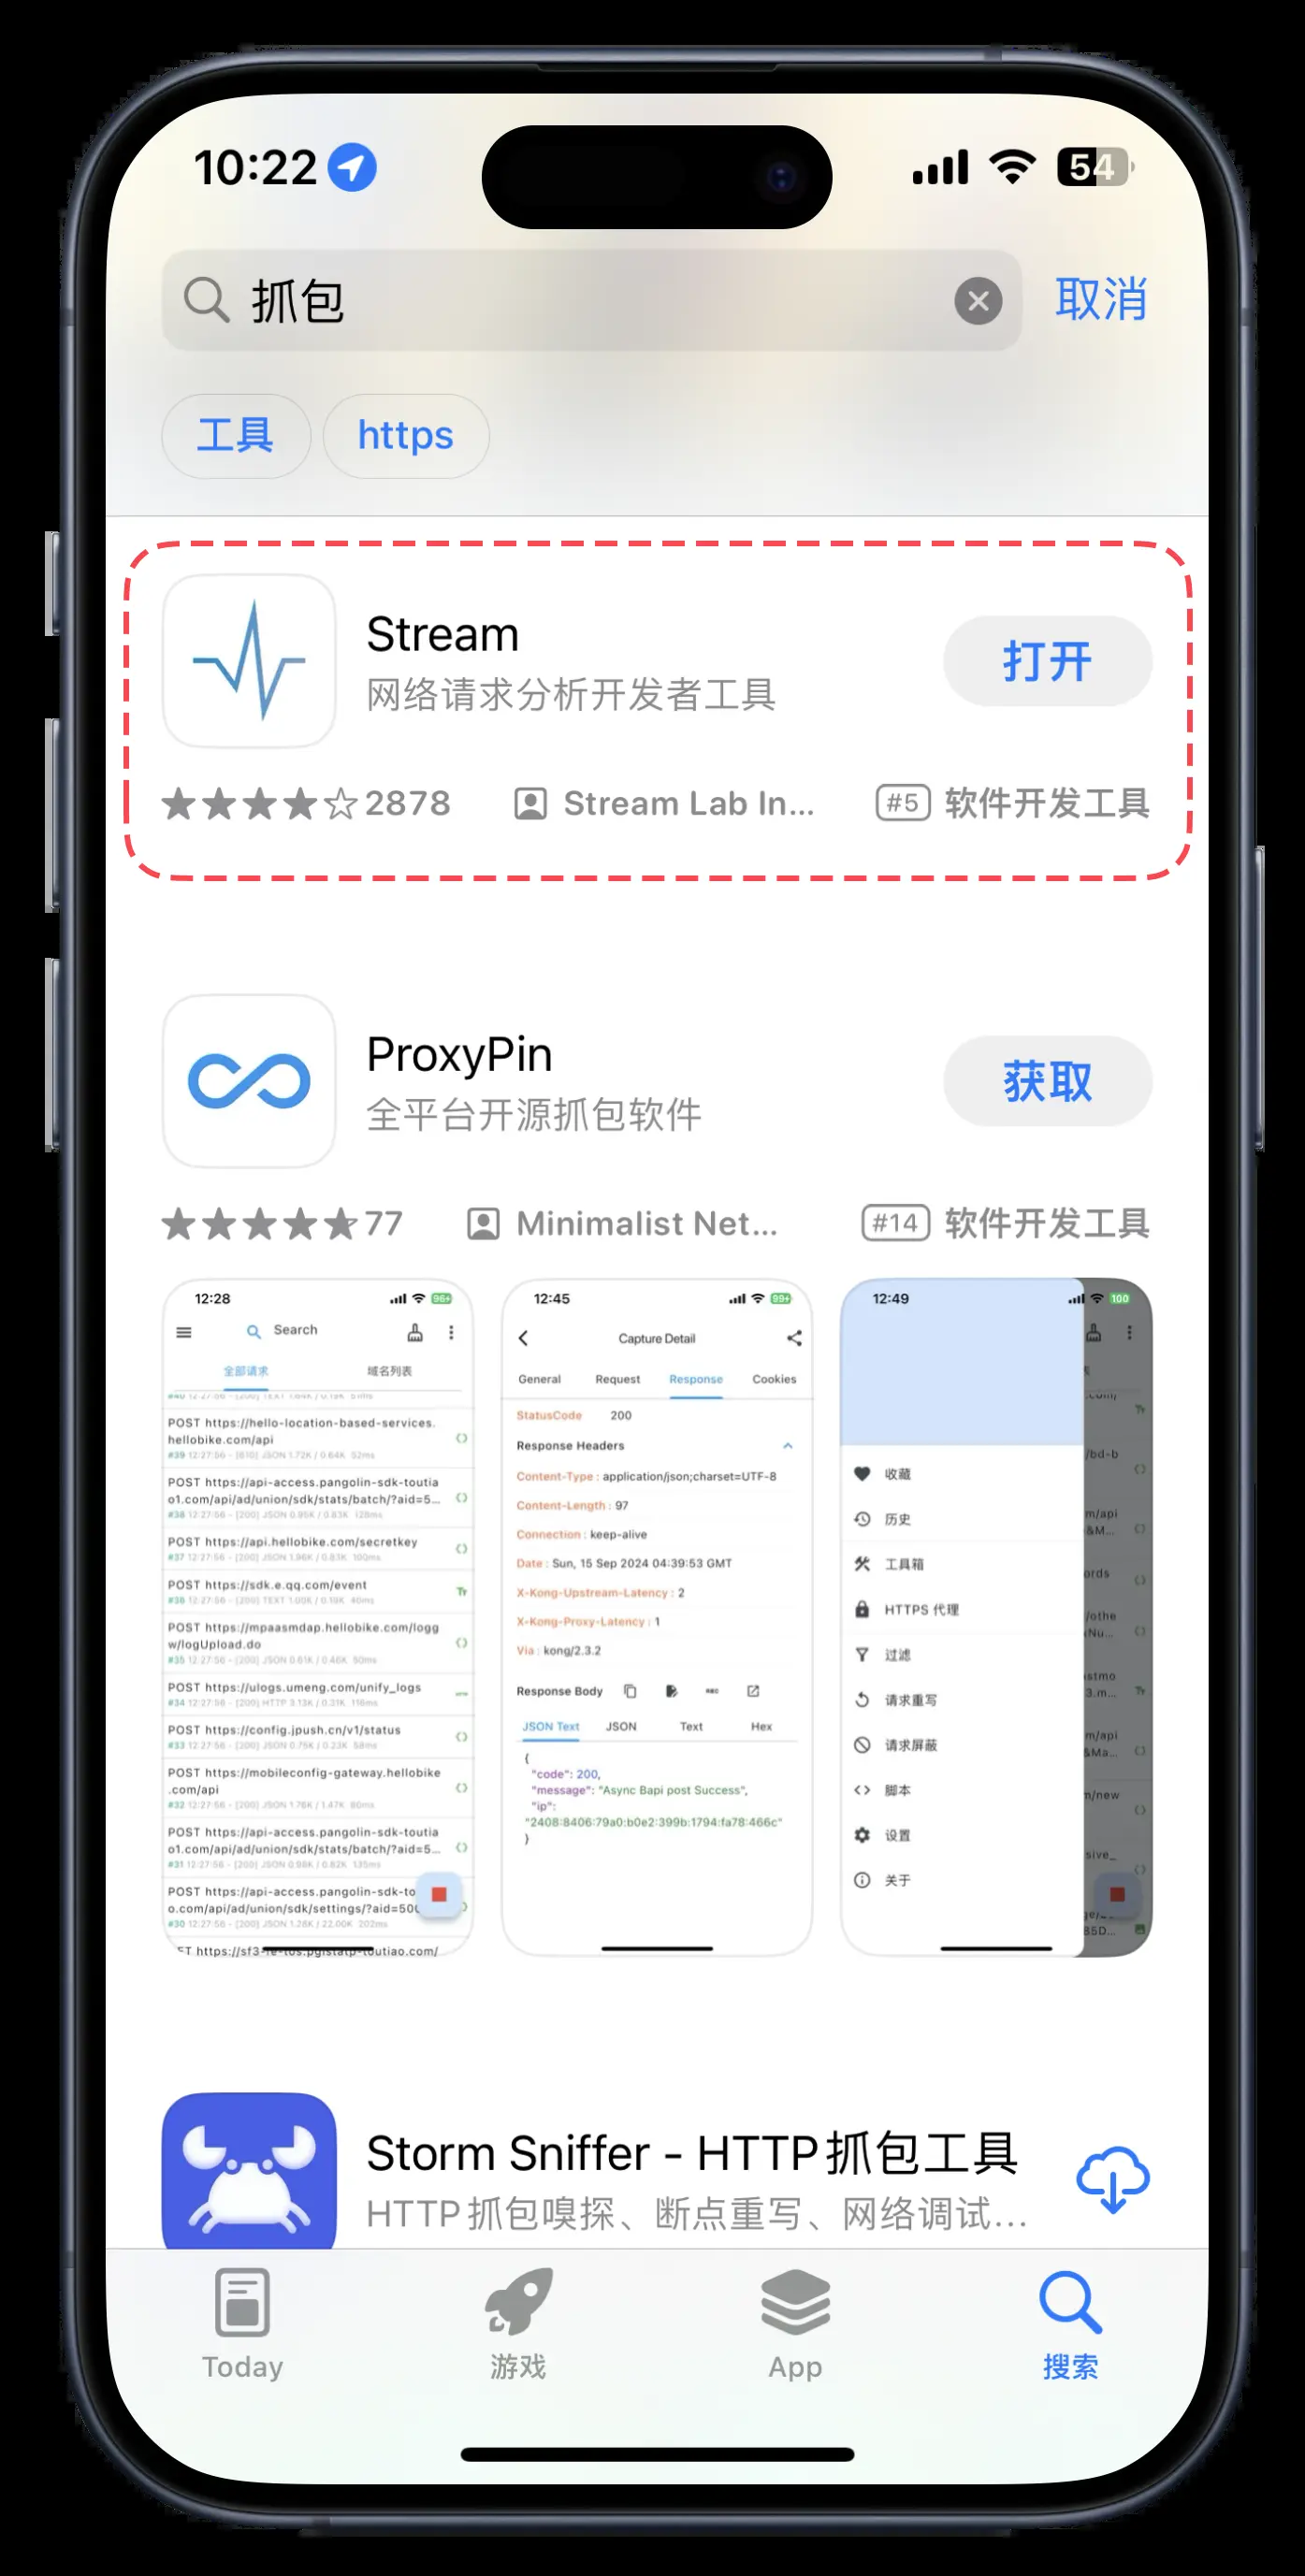 10:22
54
抓包
取消
工具
https
Stream
网络请求分析开发者工具
打开
2878
Stream Lab In...
#5 软件开发工具
ProxyPin
全平台开源抓包软件
获取
77
Minimalist Net...
#14 软件开发工具
12:28
Search
全部请求
域名列表
POST https://hello-location-based-services.
hellobike.com/api
POST https://api-access.pangolin-sdk-toutia
o1.com/api/ad/union/sdk/stats/batch/?aid=5...
POST https://api.hellobike.com/secretkey
POST https://sdk.e.qq.com/event
POST https://mpaasmdap.hellobike.com/logg
w/logUpload.do
POST https://ulogs.umeng.com/unify_logs
POST https://config.jpush.cn/v1/status
POST https://mobileconfig-gateway.hellobike
.com/api
POST https://api-access.pangolin-sdk-toutia
o1.com/api/ad/union/sdk/stats/batch/?aid=5...
POST https://api-access.pangolin-sdk-to
o.com/api/ad/union/sdk/settings/?aid=500
12:45
Capture Detail
General
Request
Response
Cookies
StatusCode 200
Response Headers
Content-Type : application/json;charset=UTF-8
Content-Length : 97
Connection : keep-alive
Date : Sun, 15 Sep 2024 04:39:53 GMT
X-Kong-Upstream-Latency : 2
X-Kong-Proxy-Latency : 1
Via : kong/2.3.2
Response Body
JSON Text
JSON
Text
Hex
{
"code": 200,
"message": "Async Bapi post Success",
"ip":
"2408:8406:79a0:b0e2:399b:1794:fa78:466c"
}
12:49
100
收藏
历史
工具箱
HTTPS 代理
过滤
请求重写
请求屏蔽
脚本
设置
关于
Storm Sniffer - HTTP抓包工具
HTTP抓包嗅探、断点重写、网络调试...
Today
游戏
App
搜索